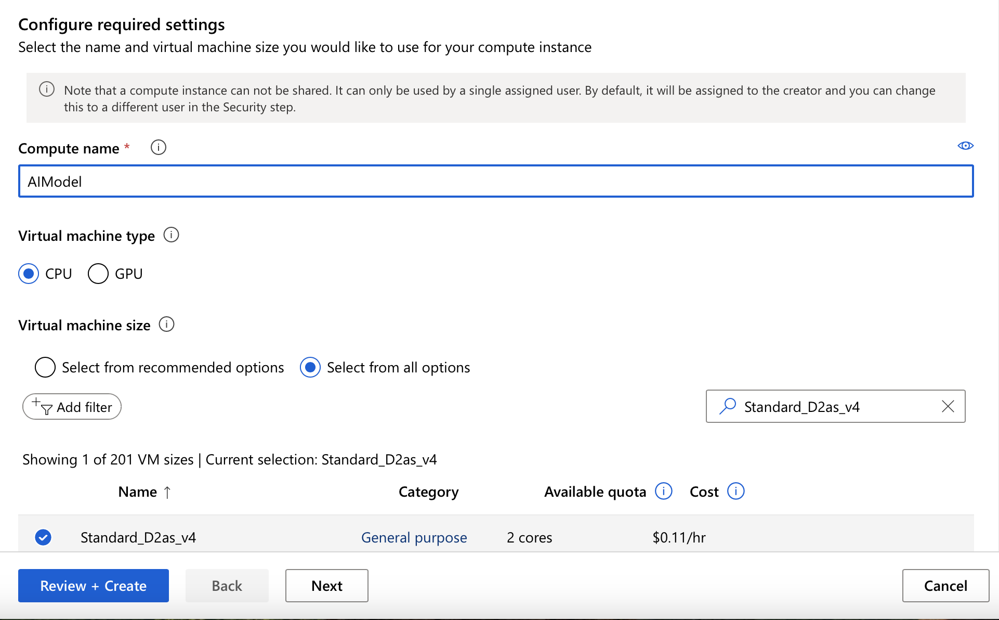 Configure required settings
Select the name and virtual machine size you would like to use for your compute instance
Note that a compute instance can not be shared. It can only be used by a single assigned user. By default, it will be assigned to the creator and you can change
this to a different user in the Security step.
Compute name *
AIModel
Virtual machine type
CPU GPU
Virtual machine size
Select from recommended options Select from all options
Add filter Standard_D2as_v4
Showing 1 of 201 VM sizes | Current selection: Standard_D2as_v4
Name ↑ Category Available quota Cost
Standard_D2as_v4 General purpose 2 cores $0.11/hr
Review + Create Back Next Cancel